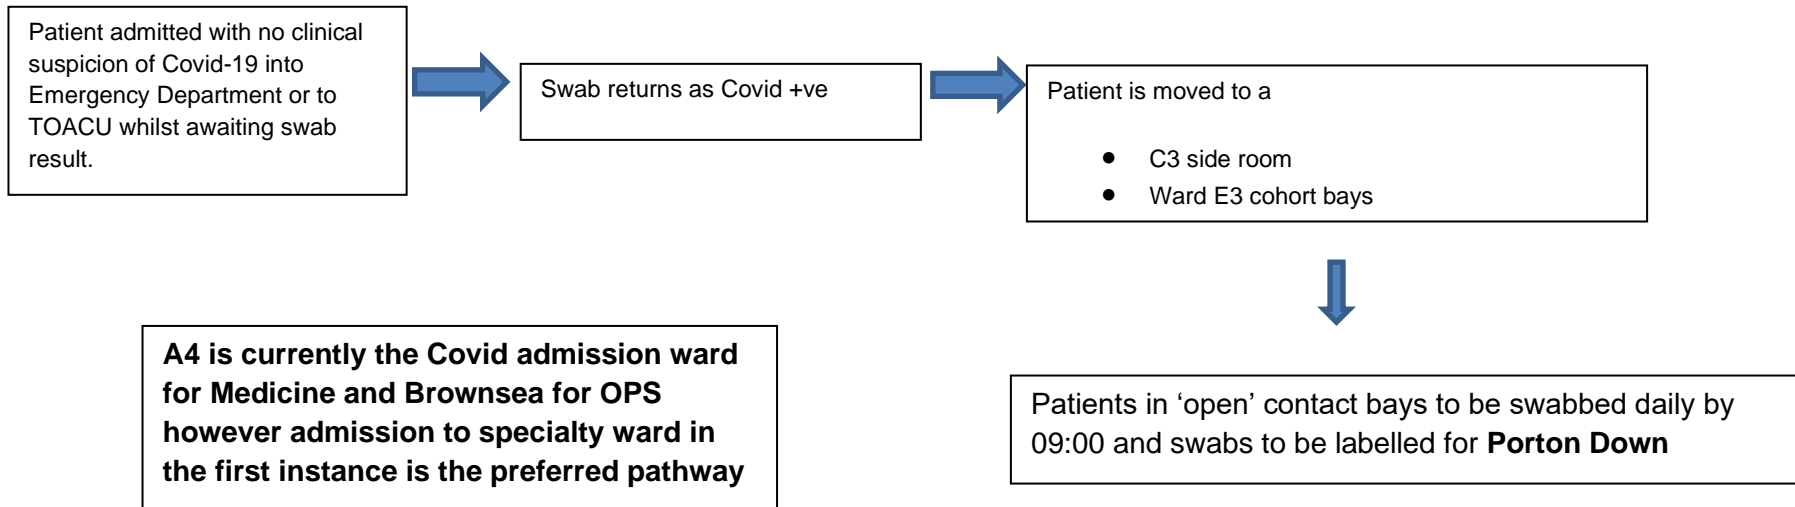 Patient admitted with no clinical
suspicion of Covid-19 into
Emergency Department or to
TOACU whilst awaiting swab
result.
Swab returns as Covid +ve
Patient is moved to a
● C3 side room
● Ward E3 cohort bays
A4 is currently the Covid admission ward
for Medicine and Brownsea for OPS
however admission to specialty ward in
the first instance is the preferred pathway
Patients in ‘open’ contact bays to be swabbed daily by
09:00 and swabs to be labelled for Porton Down